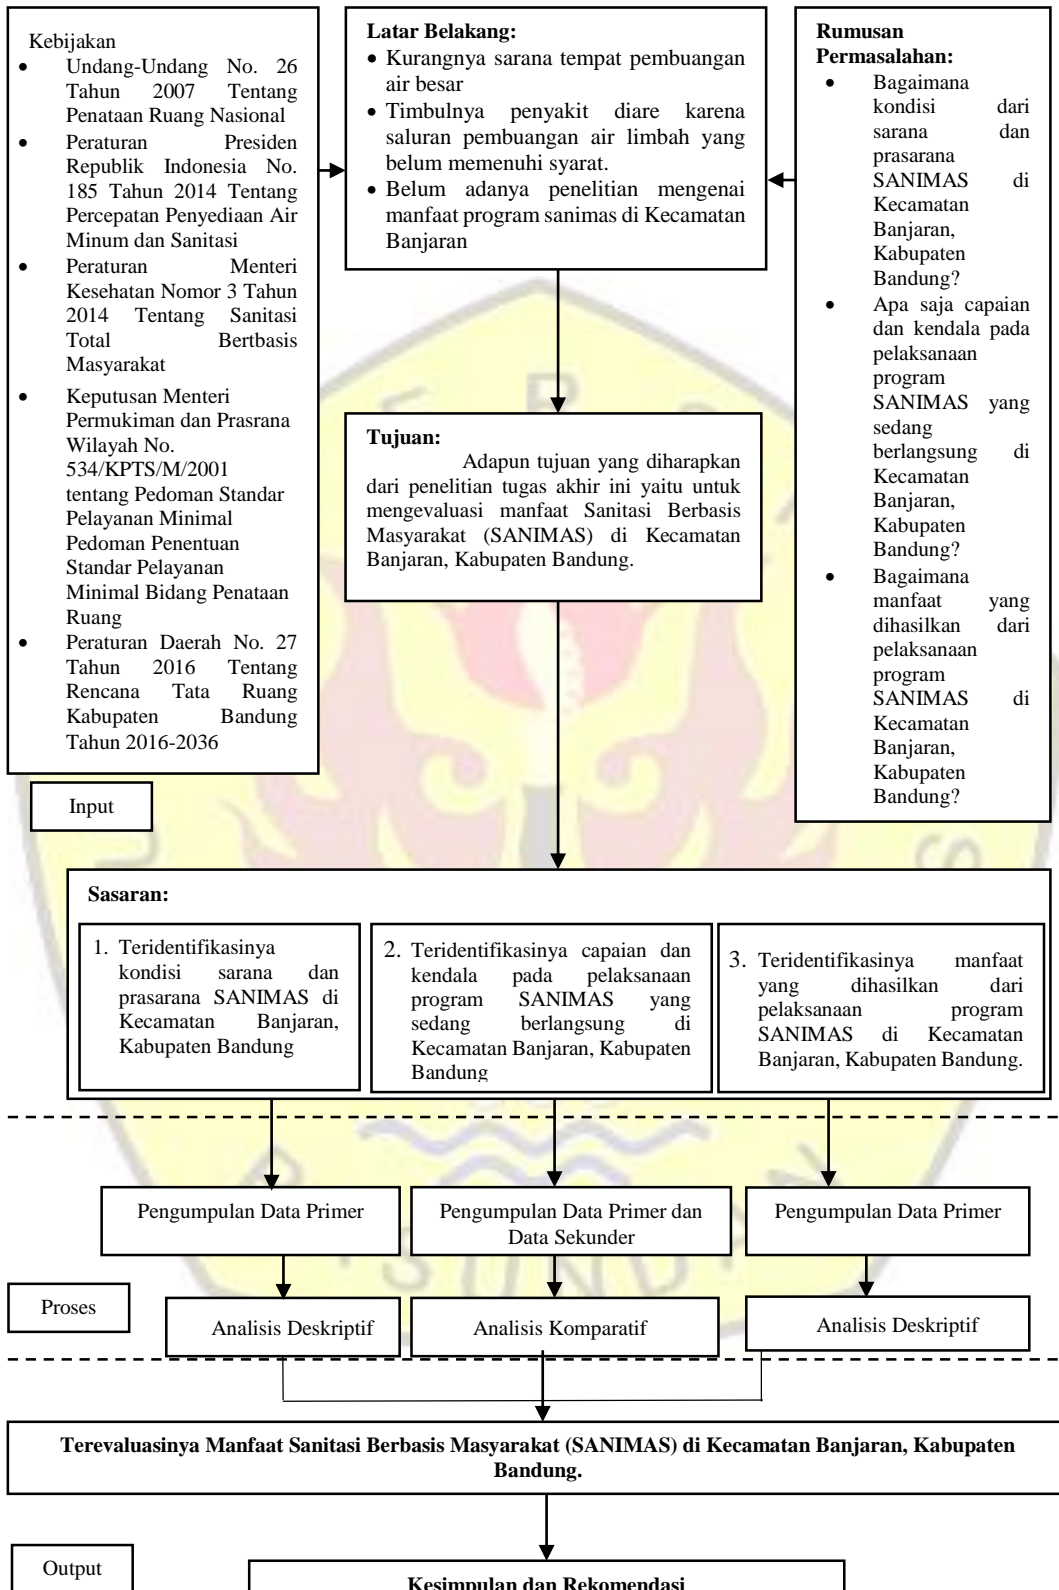 Kebijakan
• Undang-Undang No. 26
Tahun 2007 Tentang
Penataan Ruang Nasional
• Peraturan Presiden
Republik Indonesia No.
185 Tahun 2014 Tentang
Percepatan Penyediaan Air
Minum dan Sanitasi
• Peraturan Menteri
Kesehatan Nomor 3 Tahun
2014 Tentang Sanitasi
Total Bertbasis
Masyarakat
• Keputusan Menteri
Permukiman dan Prasrana
Wilayah No.
534/KPTS/M/2001
tentang Pedoman Standar
Pelayanan Minimal
Pedoman Penentuan
Standar Pelayanan
Minimal Bidang Penataan
Ruang
• Peraturan Daerah No. 27
Tahun 2016 Tentang
Rencana Tata Ruang
Kabupaten Bandung
Tahun 2016-2036
Latar Belakang:
• Kurangnya sarana tempat pembuangan
air besar
• Timbulnya penyakit diare karena
saluran pembuangan air limbah yang
belum memenuhi syarat.
• Belum adanya penelitian mengenai
manfaat program sanimas di Kecamatan
Banjaran
Rumusan
Permasalahan:
• Bagaimana
kondisi dari
sarana dan
prasarana
SANIMAS di
Kecamatan
Banjaran,
Kabupaten
Bandung?
• Apa saja capaian
dan kendala pada
pelaksanaan
program
SANIMAS yang
sedang
berlangsung di
Kecamatan
Banjaran,
Kabupaten
Bandung?
• Bagaimana
manfaat yang
dihasilkan dari
pelaksanaan
program
SANIMAS di
Kecamatan
Banjaran,
Kabupaten
Bandung?
Tujuan:
Adapun tujuan yang diharapkan
dari penelitian tugas akhir ini yaitu untuk
mengevaluasi manfaat Sanitasi Berbasis
Masyarakat (SANIMAS) di Kecamatan
Banjaran, Kabupaten Bandung.
Input
Sasaran:
1. Teridentifikasinya
kondisi sarana dan
prasarana SANIMAS di
Kecamatan Banjaran,
Kabupaten Bandung
2. Teridentifikasinya capaian dan
kendala pada pelaksanaan
program SANIMAS yang
sedang berlangsung di
Kecamatan Banjaran, Kabupaten
Bandung
3. Teridentifikasinya manfaat
yang dihasilkan dari
pelaksanaan program
SANIMAS di Kecamatan
Banjaran, Kabupaten Bandung.
Pengumpulan Data Primer
Pengumpulan Data Primer dan
Data Sekunder
Pengumpulan Data Primer
Proses
Analisis Deskriptif
Analisis Komparatif
Analisis Deskriptif
Terevaluasinya Manfaat Sanitasi Berbasis Masyarakat (SANIMAS) di Kecamatan Banjaran, Kabupaten
Bandung.
Output
Kesimpulan dan Rekomendasi